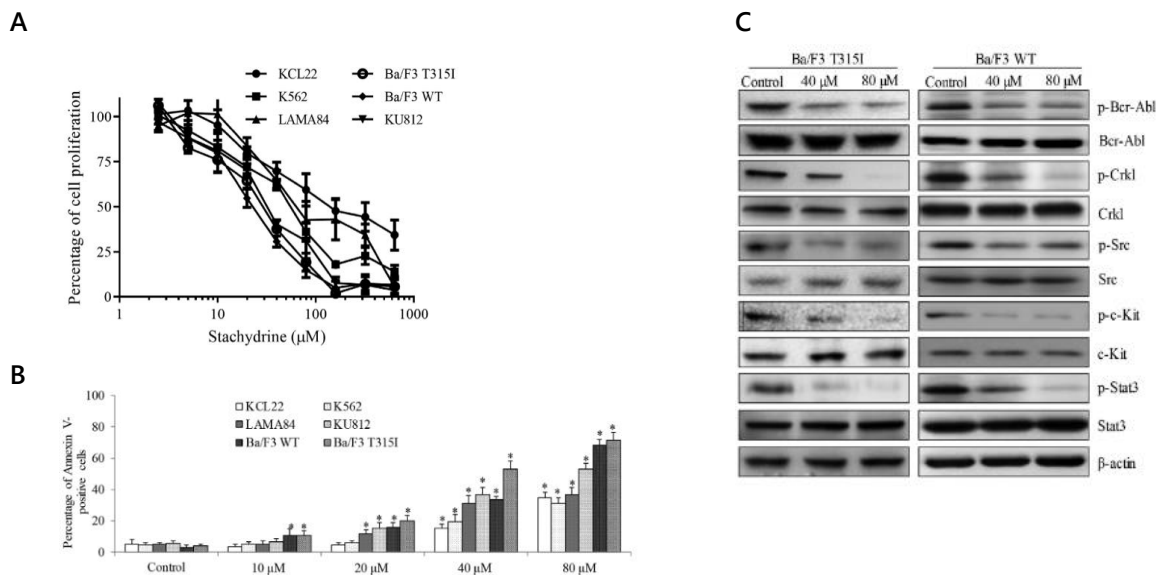 A
KCL22
K562
LAMA84
Ba/F3 T315I
Ba/F3 WT
KU812
Percentage of cell proliferation
100
75
50
25
0
1
10
100
1000
Stachydrine (μM)
B
KCL22
K562
LAMA84
KU812
Ba/F3 WT
Ba/F3 T315I
Percentage of Annexin V-
positive cells
100
80
60
40
20
0
* * * * * * * * * * * * * * * * * *
Control
10 μM
20 μM
40 μM
80 μM
C
Ba/F3 T315I
Control 40 μM 80 μM
Ba/F3 WT
Control 40 μM 80 μM
p-Bcr-Abl
Bcr-Abl
p-Crkl
Crkl
p-Src
Src
p-c-Kit
c-Kit
p-Stat3
Stat3
β-actin